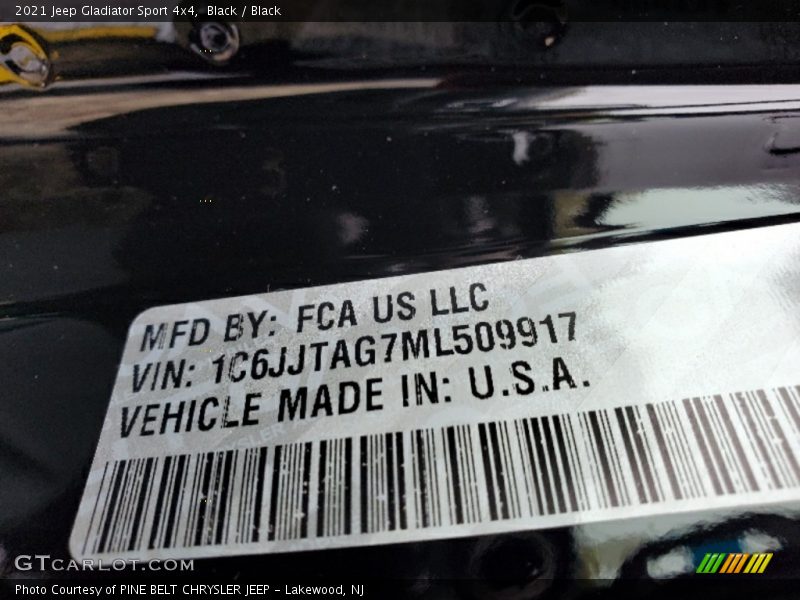 2021 Jeep Gladiator Sport 4x4, Black / Black
MFD BY: FCA US LLC
VIN: 1C6JJTAG7ML509917
VEHICLE MADE IN: U.S.A.
GTCARLOT.COM
Photo Courtesy of PINE BELT CHRYSLER JEEP - Lakewood, NJ